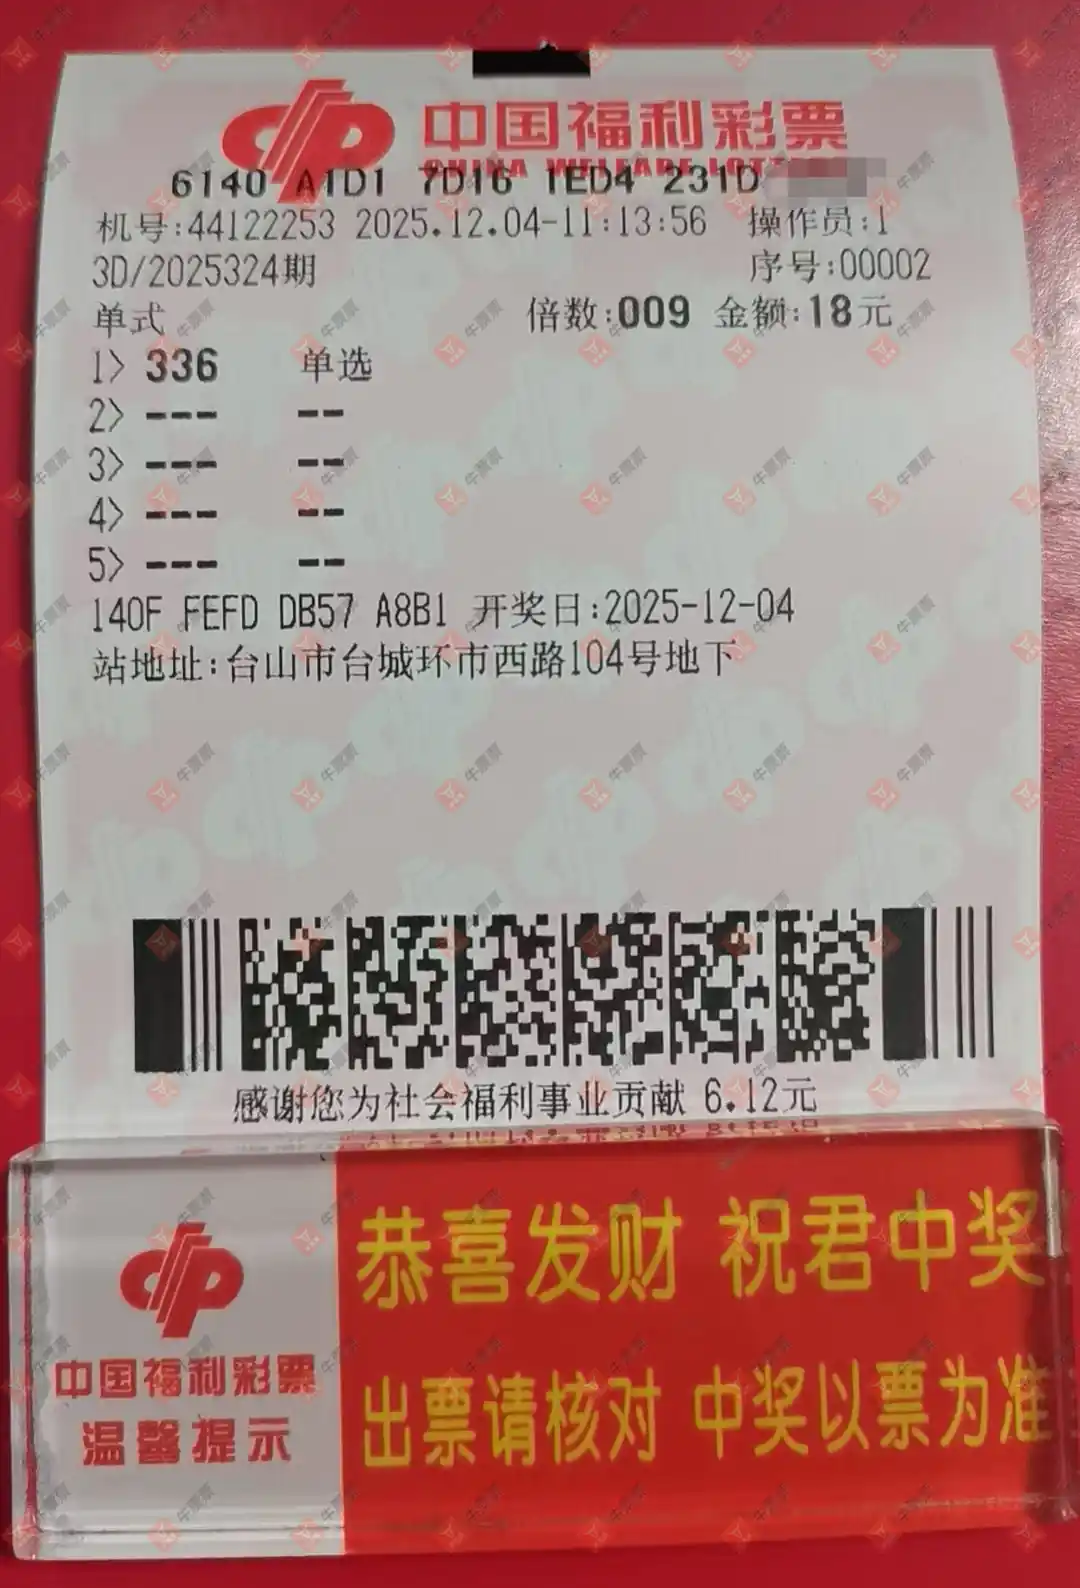 中国福利彩票
CHINA WELFARE LOTT
6140 A1D1 7D16 1ED4 231D
机号:44122253 2025.12.04-11:13:56 操作员:1
3D/2025324期 序号:00002
单式 倍数:009 金额:18元
1> 336 单选
2> --- --
3> --- --
4> --- --
5> --- --
140F FEFD DB57 A8B1 开奖日:2025-12-04
站地址:台山市台城环市西路104号地下
感谢您为社会福利事业贡献 6.12元
恭喜发财 祝君中奖
中国福利彩票
温馨提示
出票请核对 中奖以票为准
牛票票